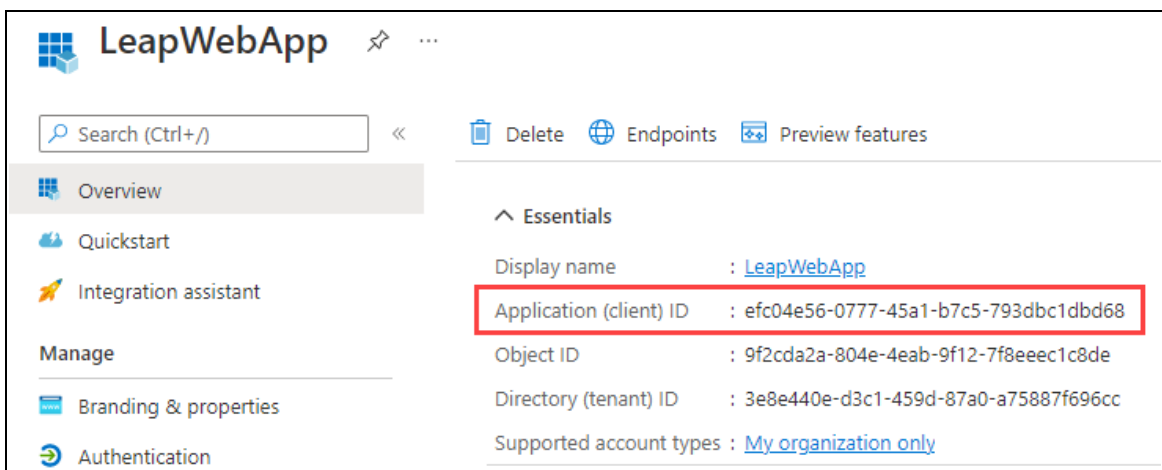 LeapWebApp ...
Search (Ctrl+/) «
Delete Endpoints Preview features
Overview
Quickstart
Integration assistant
Manage
Branding & properties
Authentication
Essentials
Display name : LeapWebApp
Application (client) ID : efc04e56-0777-45a1-b7c5-793dbc1dbd68
Object ID : 9f2cda2a-804e-4eab-9f12-7f8eeec1c8de
Directory (tenant) ID : 3e8e440e-d3c1-459d-87a0-a75887f696cc
Supported account types : My organization only